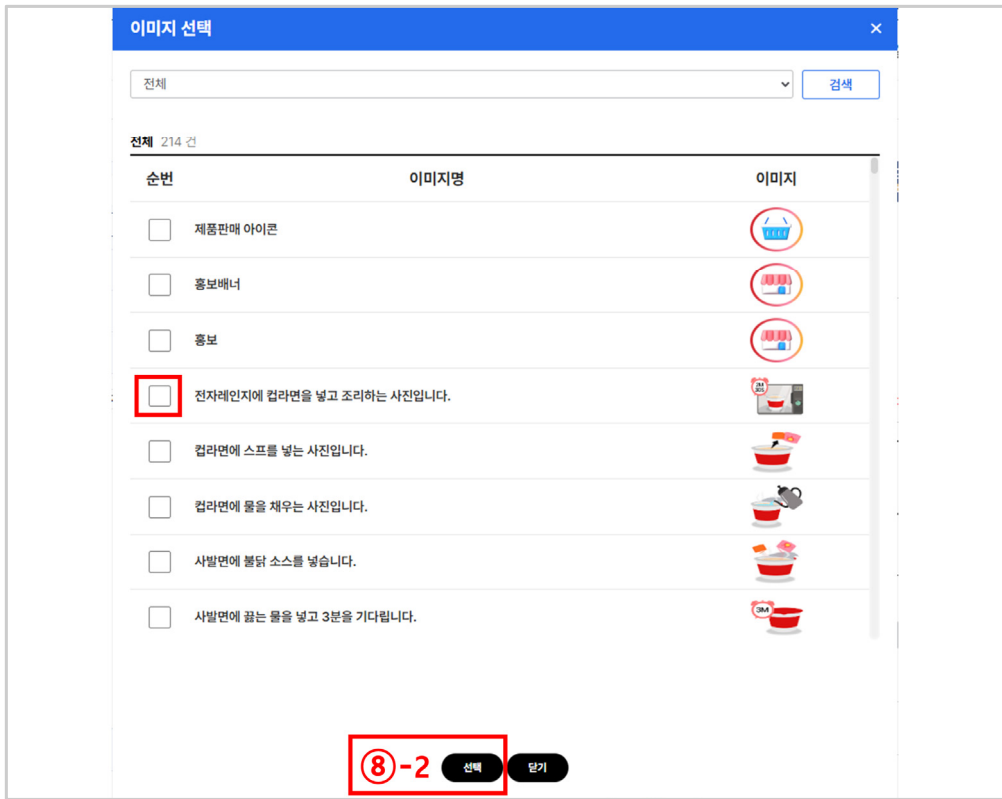 이미지 선택 ×
전체 검색
전체 214 건
순번 이미지명 이미지
제품판매 아이콘
홍보배너
홍보
전자레인지에 컵라면을 넣고 조리하는 사진입니다.
컵라면에 스프를 넣는 사진입니다.
컵라면에 물을 채우는 사진입니다.
사발면에 불닭 소스를 넣습니다.
사발면에 끓는 물을 넣고 3분을 기다립니다.
3M
⑧-2 선택 닫기